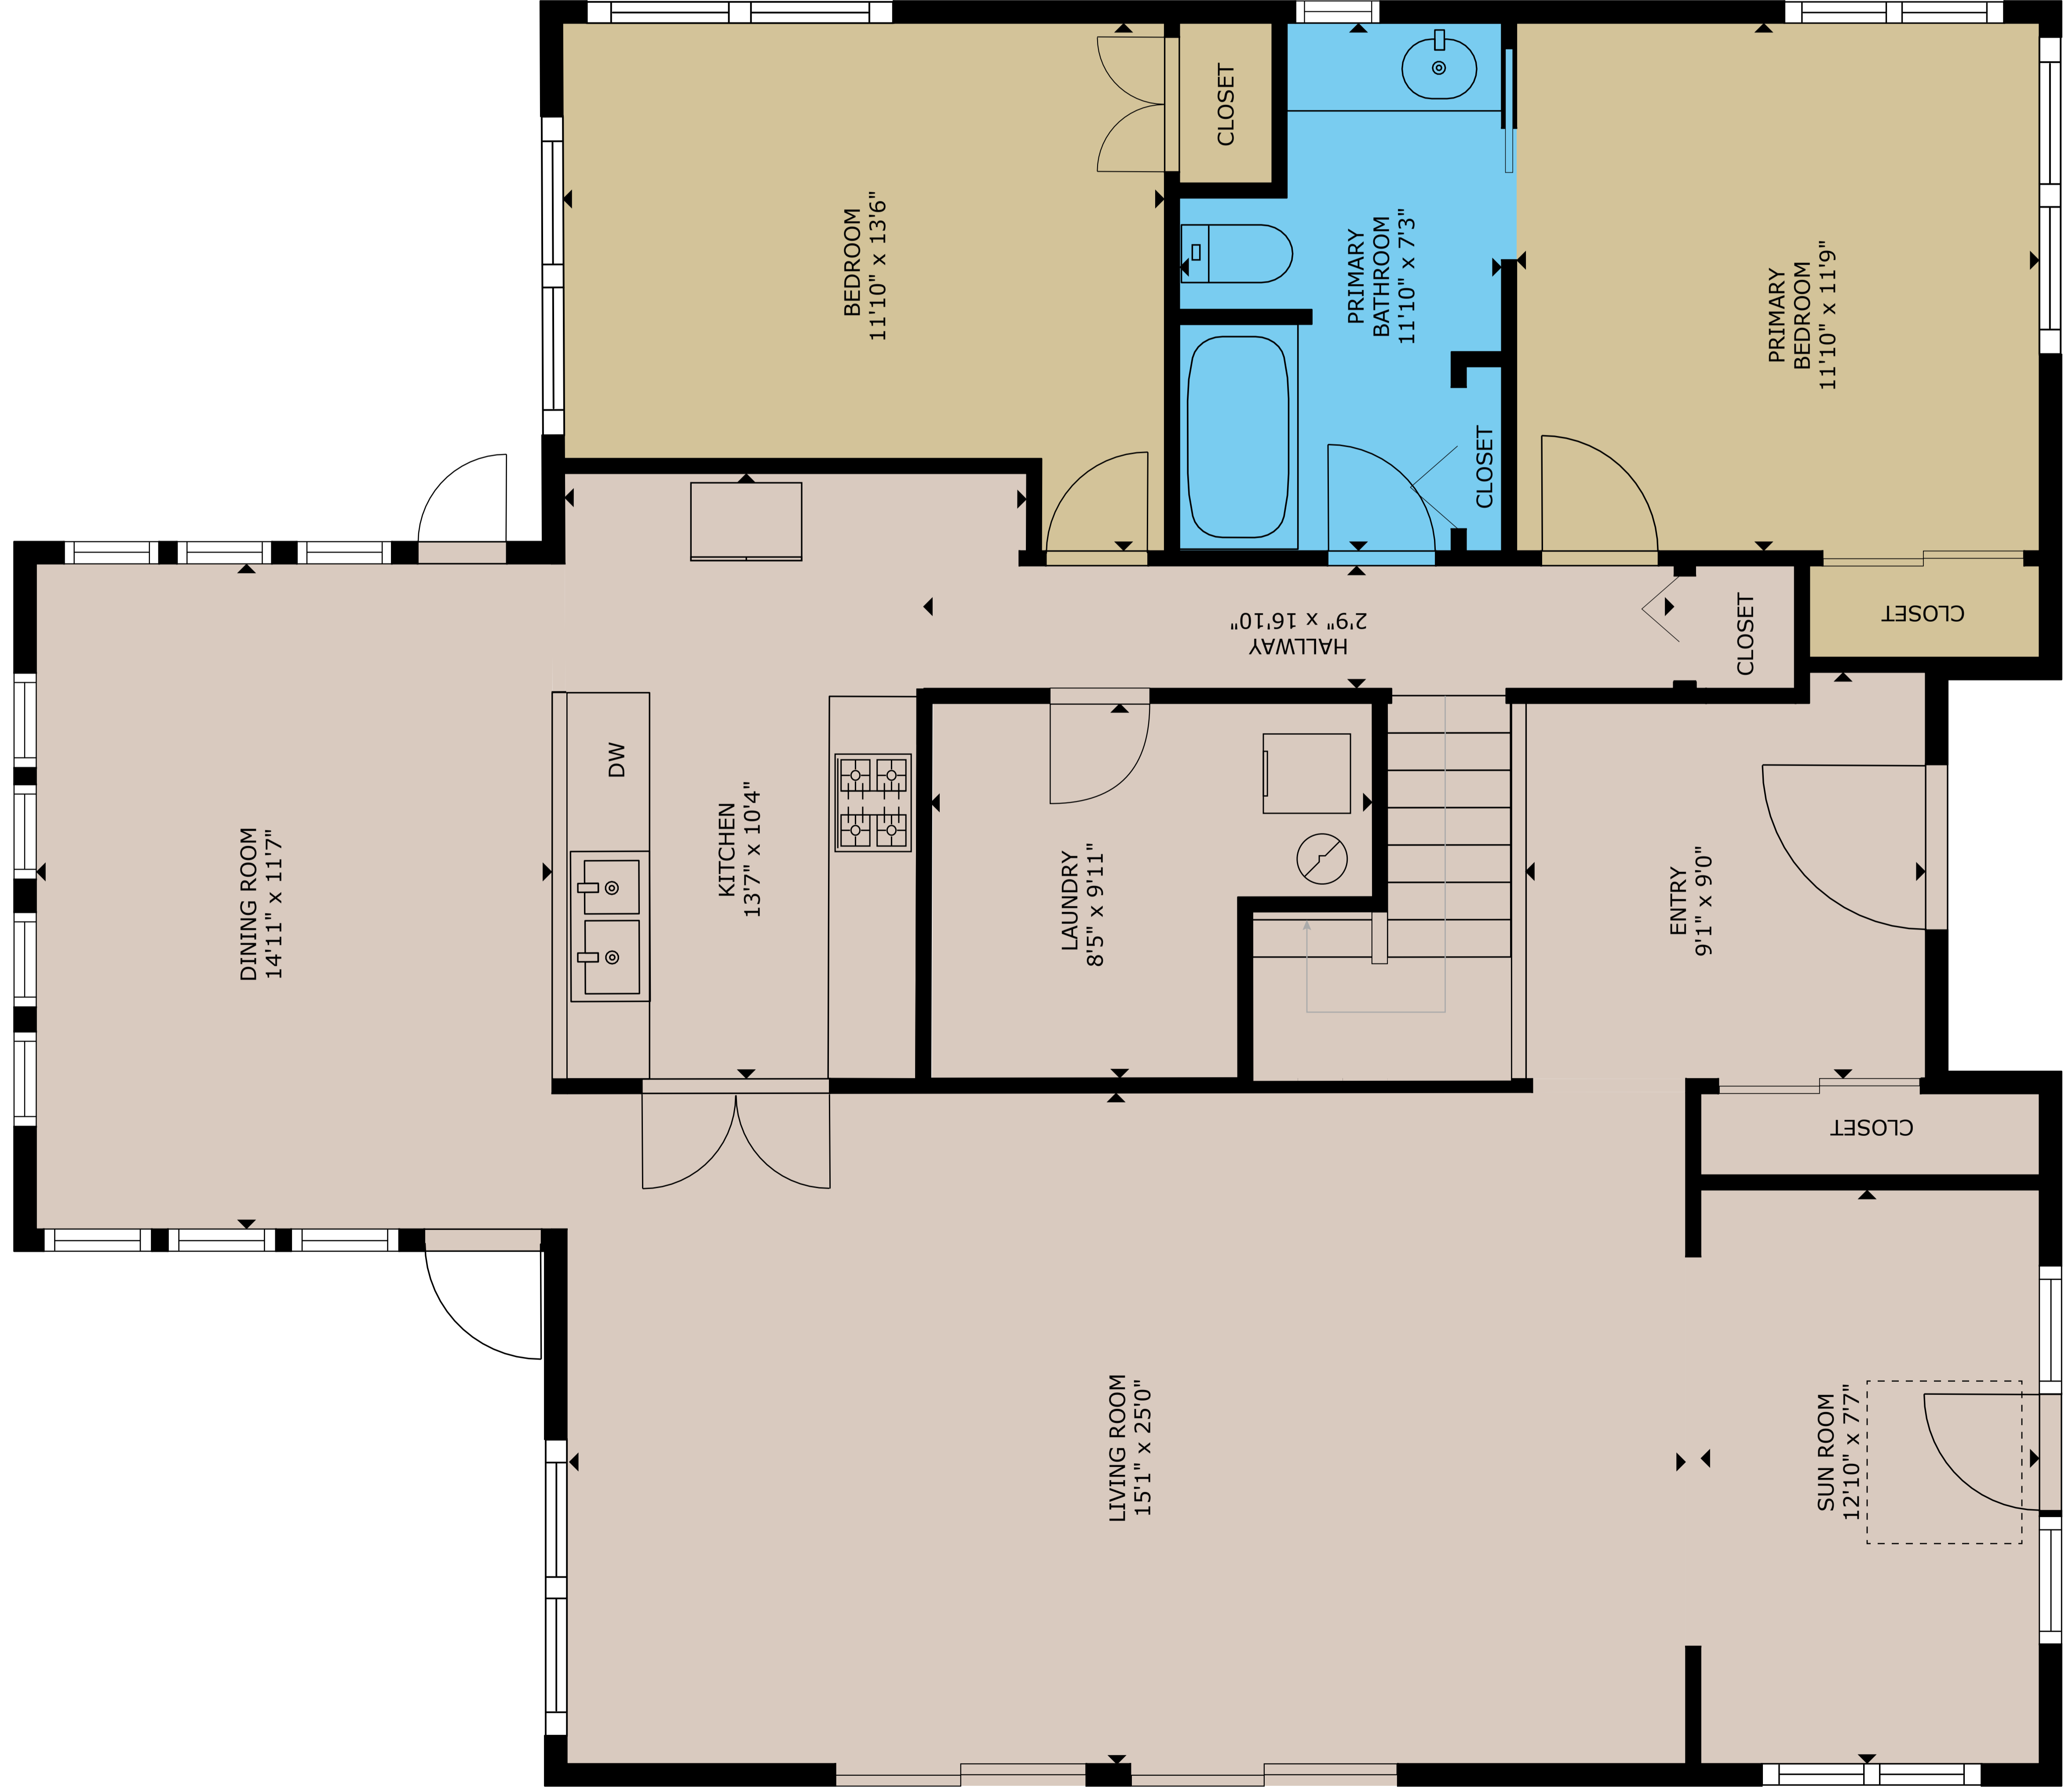 BEDROOM
11'10" x 13'6"
CLOSET
PRIMARY
BATHROOM
11'10" x 7'3"
CLOSET
PRIMARY
BEDROOM
11'10" x 11'9"
CLOSET
HALLWAY
2'9" x 16'10"
CLOSET
DINING ROOM
14'11" x 11'7"
DW
KITCHEN
13'7" x 10'4"
LAUNDRY
8'5" x 9'11"
ENTRY
9'1" x 9'0"
CLOSET
LIVING ROOM
15'1" x 25'0"
SUN ROOM
12'10" x 7'7"